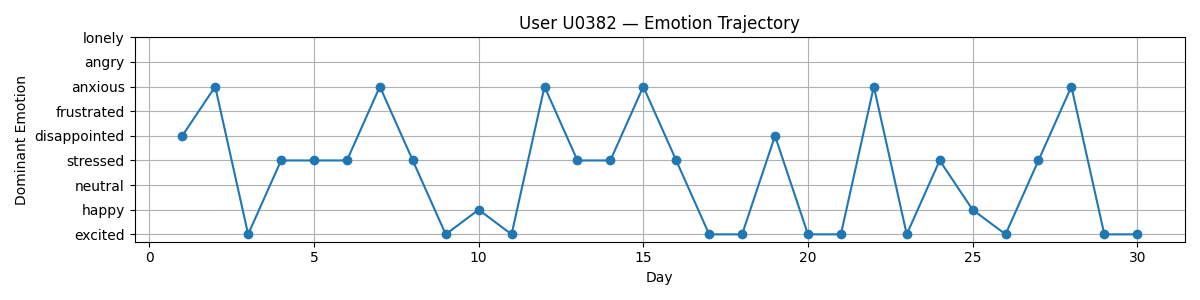 User U0382 — Emotion Trajectory
Dominant Emotion
lonely
angry
anxious
frustrated
disappointed
stressed
neutral
happy
excited
0 5 10 15 20 25 30
Day